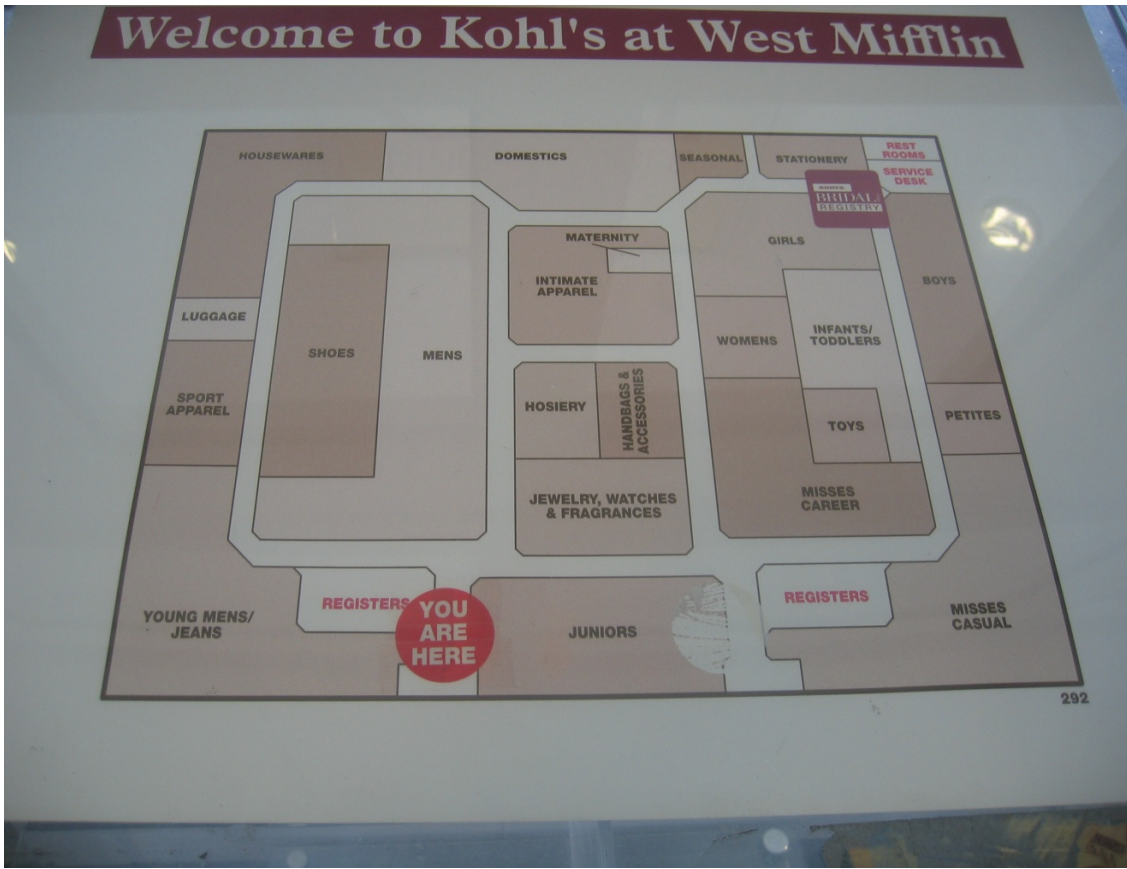 Welcome to Kohl's at West Mifflin
HOUSEWARES
DOMESTICS
SEASONAL
STATIONERY
REST
ROOMS
SERVICE
DESK
KOHL'S
BRIDAL
REGISTRY
MATERNITY
GIRLS
INTIMATE
APPAREL
BOYS
LUGGAGE
SHOES
MENS
WOMENS
INFANTS/
TODDLERS
SPORT
APPAREL
HOSIERY
HANDBAGS &
ACCESSORIES
TOYS
PETITES
JEWELRY, WATCHES
& FRAGRANCES
MISSES
CAREER
YOUNG MENS/
JEANS
REGISTERS
YOU
ARE
HERE
JUNIORS
REGISTERS
MISSES
CASUAL
292